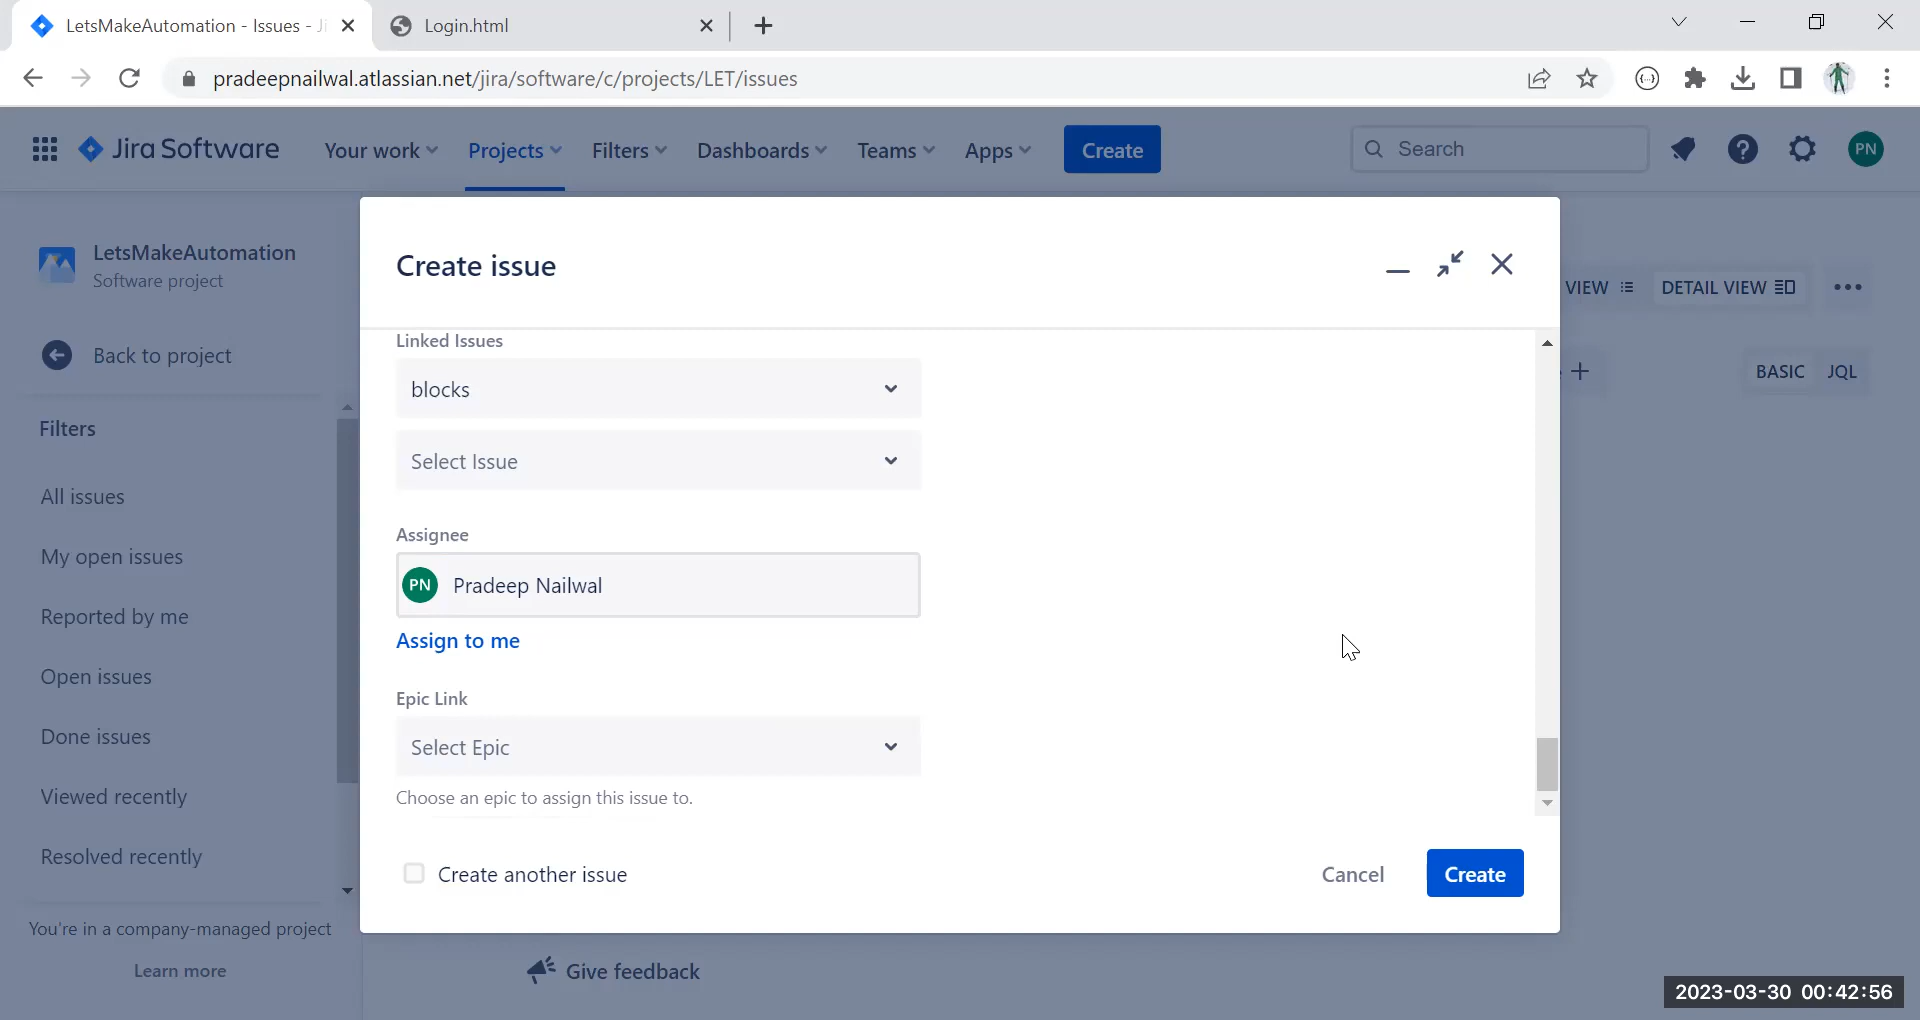 LetsMakeAutomation - Issues - Ji
Login.html
pradeepnailwal.atlassian.net/jira/software/c/projects/LET/issues
Jira Software
Your work
Projects
Filters
Dashboards
Teams
Apps
Create
Search
PN
LetsMakeAutomation
Software project
Back to project
Filters
All issues
My open issues
Reported by me
Open issues
Done issues
Viewed recently
Resolved recently
You're in a company-managed project
Learn more
Create issue
VIEW
DETAIL VIEW
BASIC
JQL
Linked Issues
blocks
Select Issue
Assignee
PN Pradeep Nailwal
Assign to me
Epic Link
Select Epic
Choose an epic to assign this issue to.
Create another issue
Cancel
Create
Give feedback
2023-03-30 00:42:56